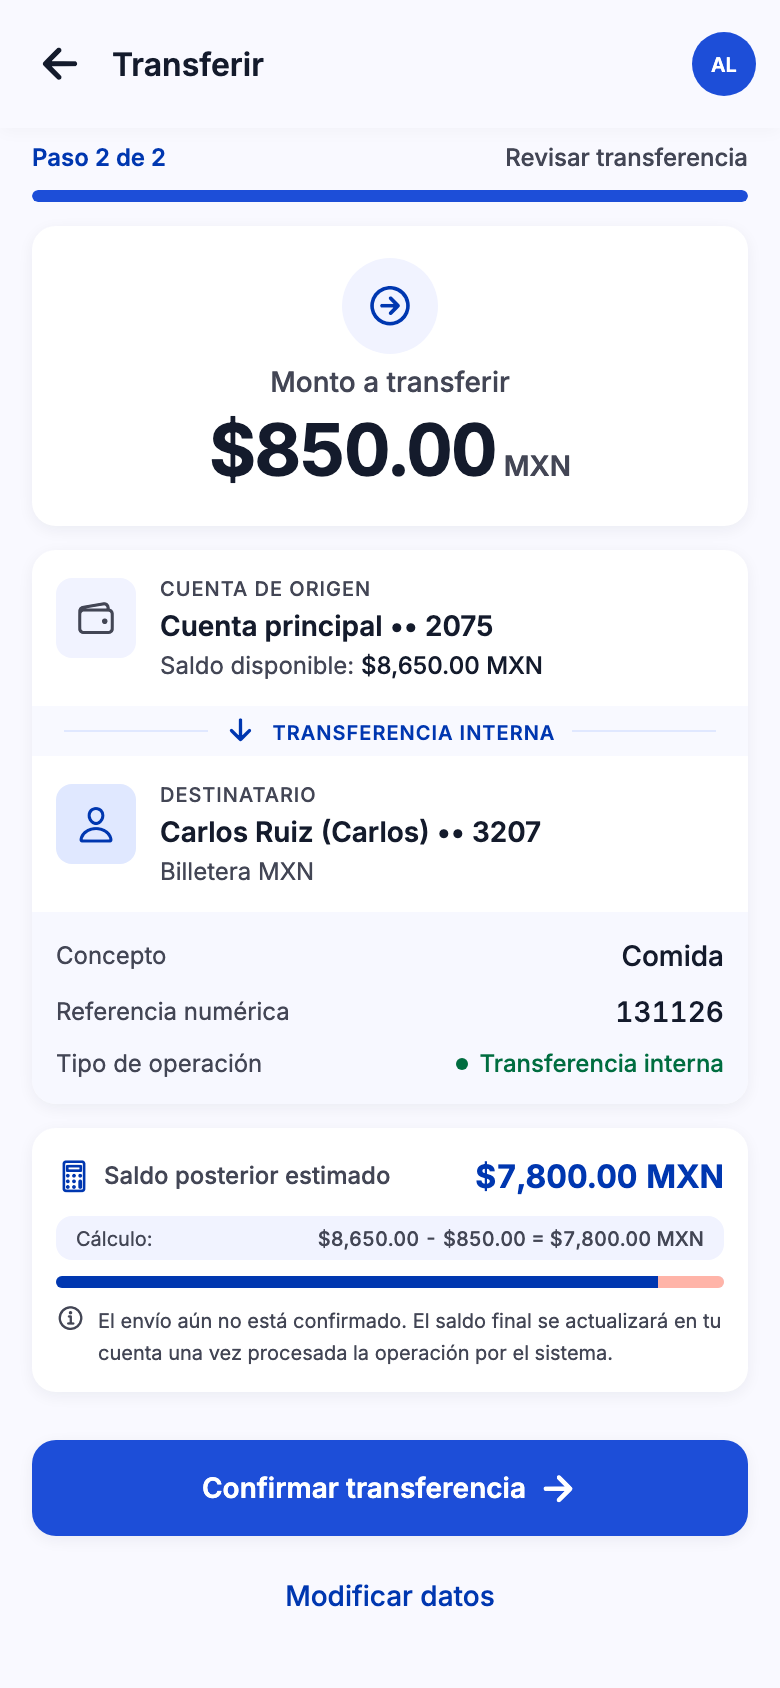 Transferir
AL
Paso 2 de 2
Revisar transferencia
Monto a transferir
$850.00 MXN
CUENTA DE ORIGEN
Cuenta principal •• 2075
Saldo disponible: $8,650.00 MXN
TRANSFERENCIA INTERNA
DESTINATARIO
Carlos Ruiz (Carlos) •• 3207
Billetera MXN
Concepto
Comida
Referencia numérica
131126
Tipo de operación
Transferencia interna
Saldo posterior estimado
$7,800.00 MXN
Cálculo:
$8,650.00 - $850.00 = $7,800.00 MXN
El envío aún no está confirmado. El saldo final se actualizará en tu
cuenta una vez procesada la operación por el sistema.
Confirmar transferencia
Modificar datos